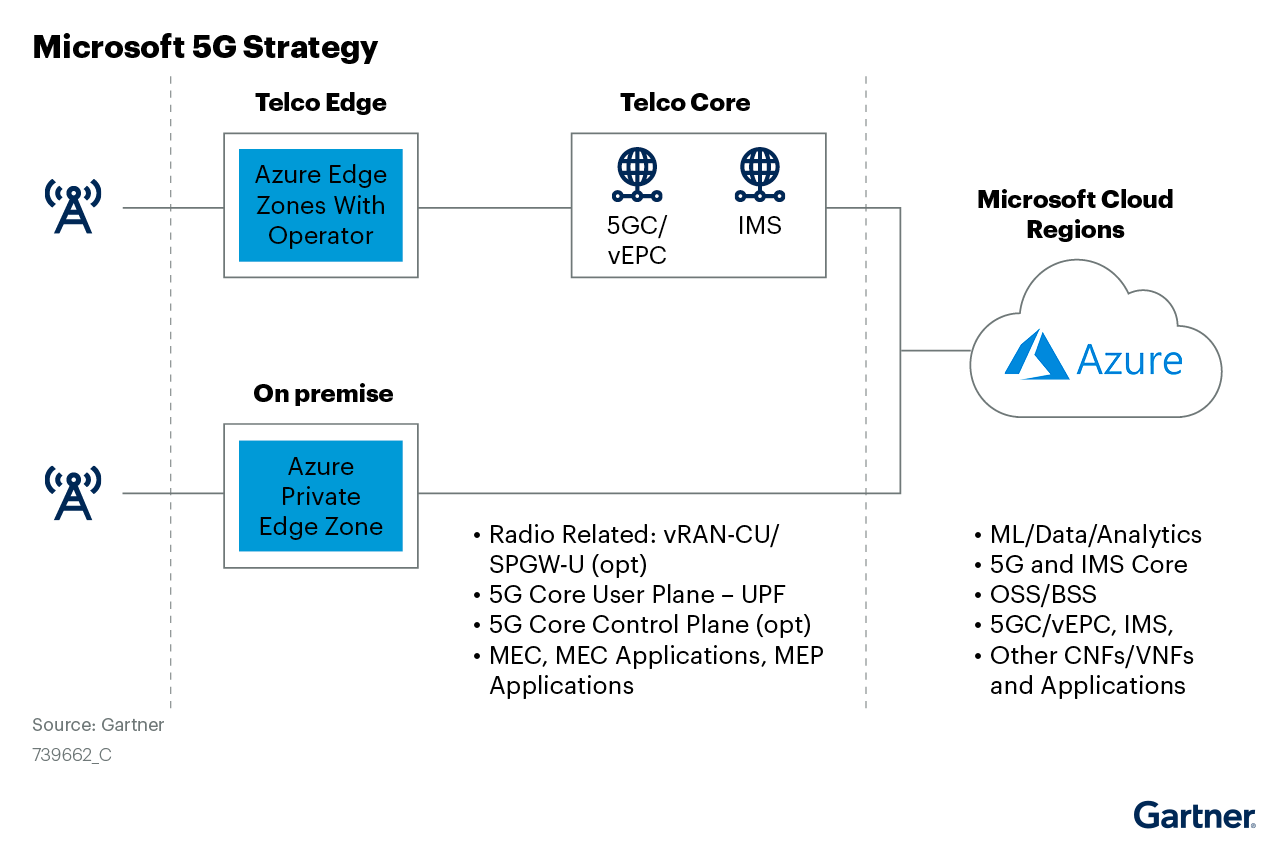 Microsoft 5G Strategy
Telco Edge
Azure Edge
Zones With
Operator
Telco Core
5GC/
vEPC
IMS
Microsoft Cloud
Regions
Azure
On premise
Azure
Private
Edge Zone
• Radio Related: vRAN-CU/
SPGW-U (opt)
• 5G Core User Plane – UPF
• 5G Core Control Plane (opt)
• MEC, MEC Applications, MEP
Applications
• ML/Data/Analytics
• 5G and IMS Core
• OSS/BSS
• 5GC/vEPC, IMS,
• Other CNFs/VNFs
and Applications
Source: Gartner
739662_C
Gartner®